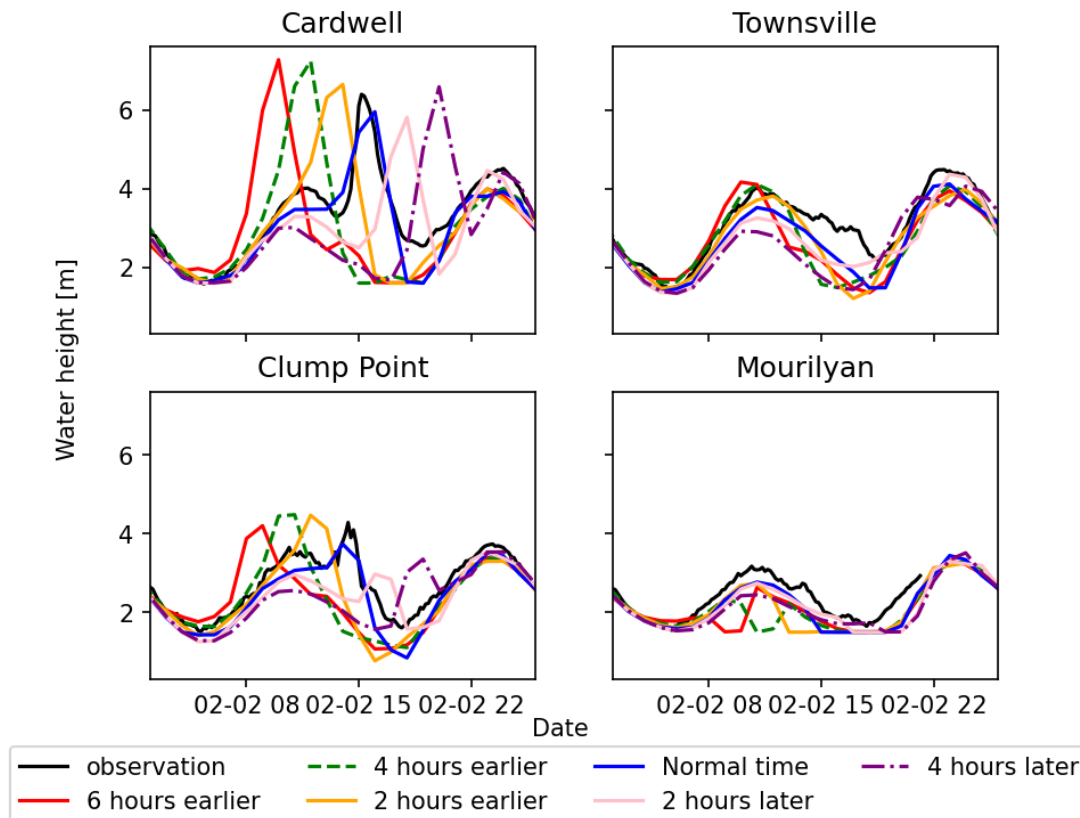 Cardwell
Townsville
6
4
2
Water height [m]
Clump Point
Mourilyan
6
4
2
02-02 08 02-02 15 02-02 22
02-02 08 02-02 15 02-02 22
Date
observation
6 hours earlier
4 hours earlier
2 hours earlier
Normal time
2 hours later
4 hours later